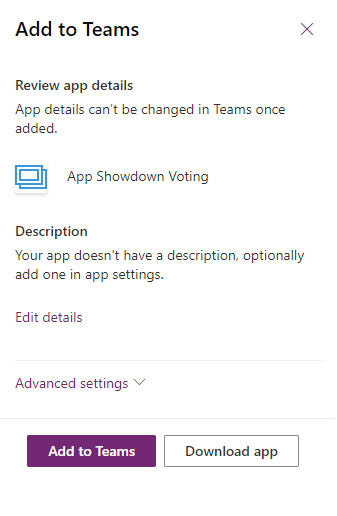 Add to Teams
Review app details
App details can't be changed in Teams once
added.
App Showdown Voting
Description
Your app doesn't have a description, optionally
add one in app settings.
Edit details
Advanced settings
Add to Teams
Download app